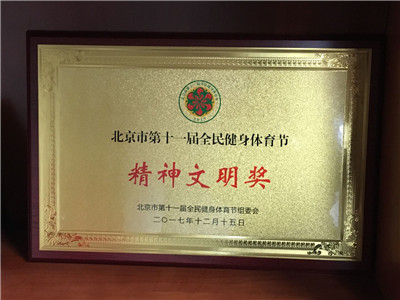 北京市第十一届全民健身体育节
精神文明奖
北京市第十一届全民健身体育节组委会
二〇一七年十二月十五日